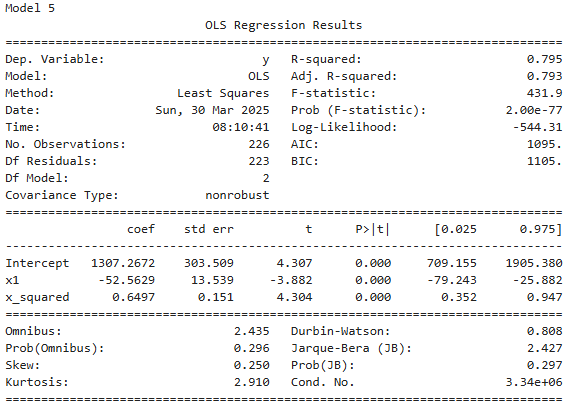 Model 5
OLS Regression Results
==============================================================================
Dep. Variable: y R-squared: 0.795
Model: OLS Adj. R-squared: 0.793
Method: Least Squares F-statistic: 431.9
Date: Sun, 30 Mar 2025 Prob (F-statistic): 2.00e-77
Time: 08:10:41 Log-Likelihood: -544.31
No. Observations: 226 AIC: 1095.
Df Residuals: 223 BIC: 1105.
Df Model: 2
Covariance Type: nonrobust
==============================================================================
coef std err t P>|t| [0.025 0.975]
------------------------------------------------------------------------------
Intercept 1307.2672 303.509 4.307 0.000 709.155 1905.380
x1 -52.5629 13.539 -3.882 0.000 -79.243 -25.882
x_squared 0.6497 0.151 4.304 0.000 0.352 0.947
==============================================================================
Omnibus: 2.435 Durbin-Watson: 0.808
Prob(Omnibus): 0.296 Jarque-Bera (JB): 2.427
Skew: 0.250 Prob(JB): 0.297
Kurtosis: 2.910 Cond. No. 3.34e+06
==============================================================================